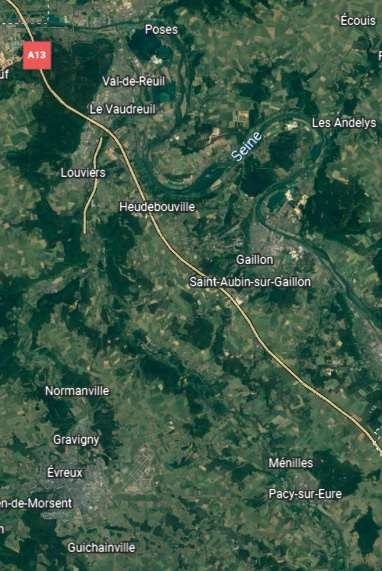 Poses
Écouis
A13
uf
Val-de-Reuil
Le Vaudreuil
Les Andelys
Seine
Louviers
Heudebouville
Gaillon
Saint-Aubin-sur-Gaillon
Normanville
Gravigny
Ménilles
Évreux
Pacy-sur-Eure
en-de-Morsent
Guichainville